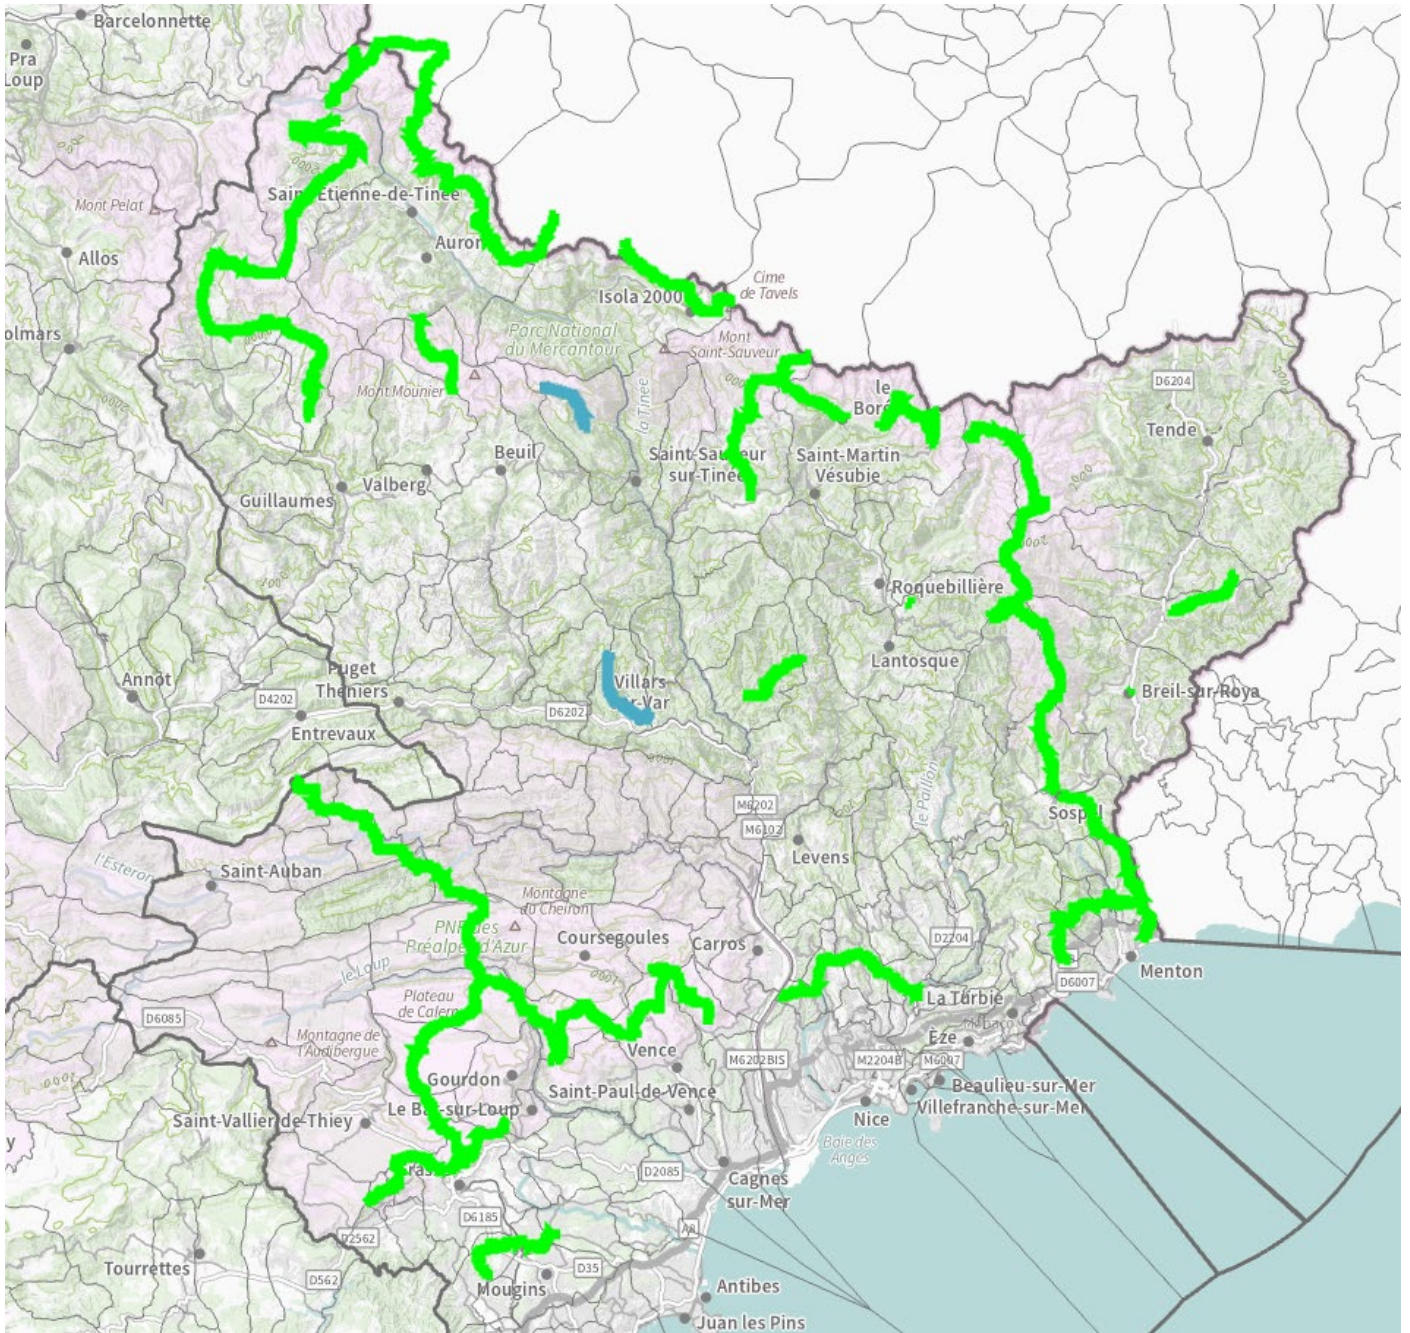 Barcelonnette
Pra
Loup
2000
2000
Mont Pelat
Saint-Etienne-de-Tinée
Allos
Auron
Cime
de Tavels
Isola 2000
olmars
Parc National
du Mercantour
Mont
Saint-Sauveur
la Tinée
Mont Mounier
le
D6204
Tende
Beuil
Saint-Sauveur
sur-Tinée
Saint-Martin
Vésubie
Valberg
Guillaumes
Roquebillière
Lantosque
Annot
Puget
Théniers
D4202
Villars
D6202
Breil-sur-Roya
Entrevaux
le Paillon
M6202
M6102
Sospel
Levens
l'Esteron
Saint-Auban
Montagne
du Cheiron
PNR des
Préalpes d'Azur
Coursegoules
Carros
D2204
le Loup
1000
Menton
D6007
Plateau
de Calern
La Turbie
D6085
Montagne de
l'Audibergue
Monaco
Èze
Vence
M6202BIS
M2204B
M6007
Gourdon
Saint-Paul-de-Vence
Beaulieu-sur-Mer
Le Bar-sur-Loup
Villefranche-sur-Mer
Saint-Vallier-de-Thiey
Nice
Baie des
Anges
D2085
Cagnes
sur-Mer
D6185
D2562
A8
Tourrettes
D562
D35
Mougins
Antibes
Juan les Pins